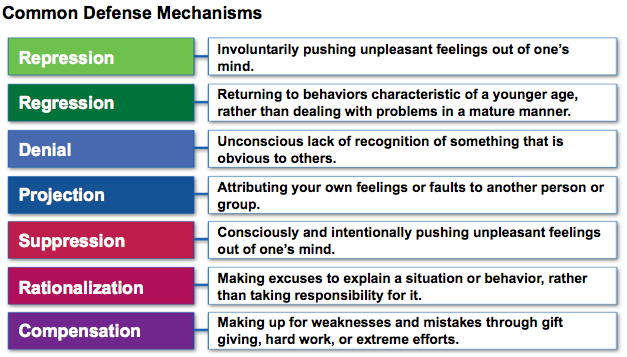 Common Defense Mechanisms
Repression
Involuntarily pushing unpleasant feelings out of one's
mind.
Regression
Returning to behaviors characteristic of a younger age,
rather than dealing with problems in a mature manner.
Denial
Unconscious lack of recognition of something that is
obvious to others.
Projection
Attributing your own feelings or faults to another person or
group.
Suppression
Consciously and intentionally pushing unpleasant feelings
out of one's mind.
Rationalization
Making excuses to explain a situation or behavior, rather
than taking responsibility for it.
Compensation
Making up for weaknesses and mistakes through gift
giving, hard work, or extreme efforts.